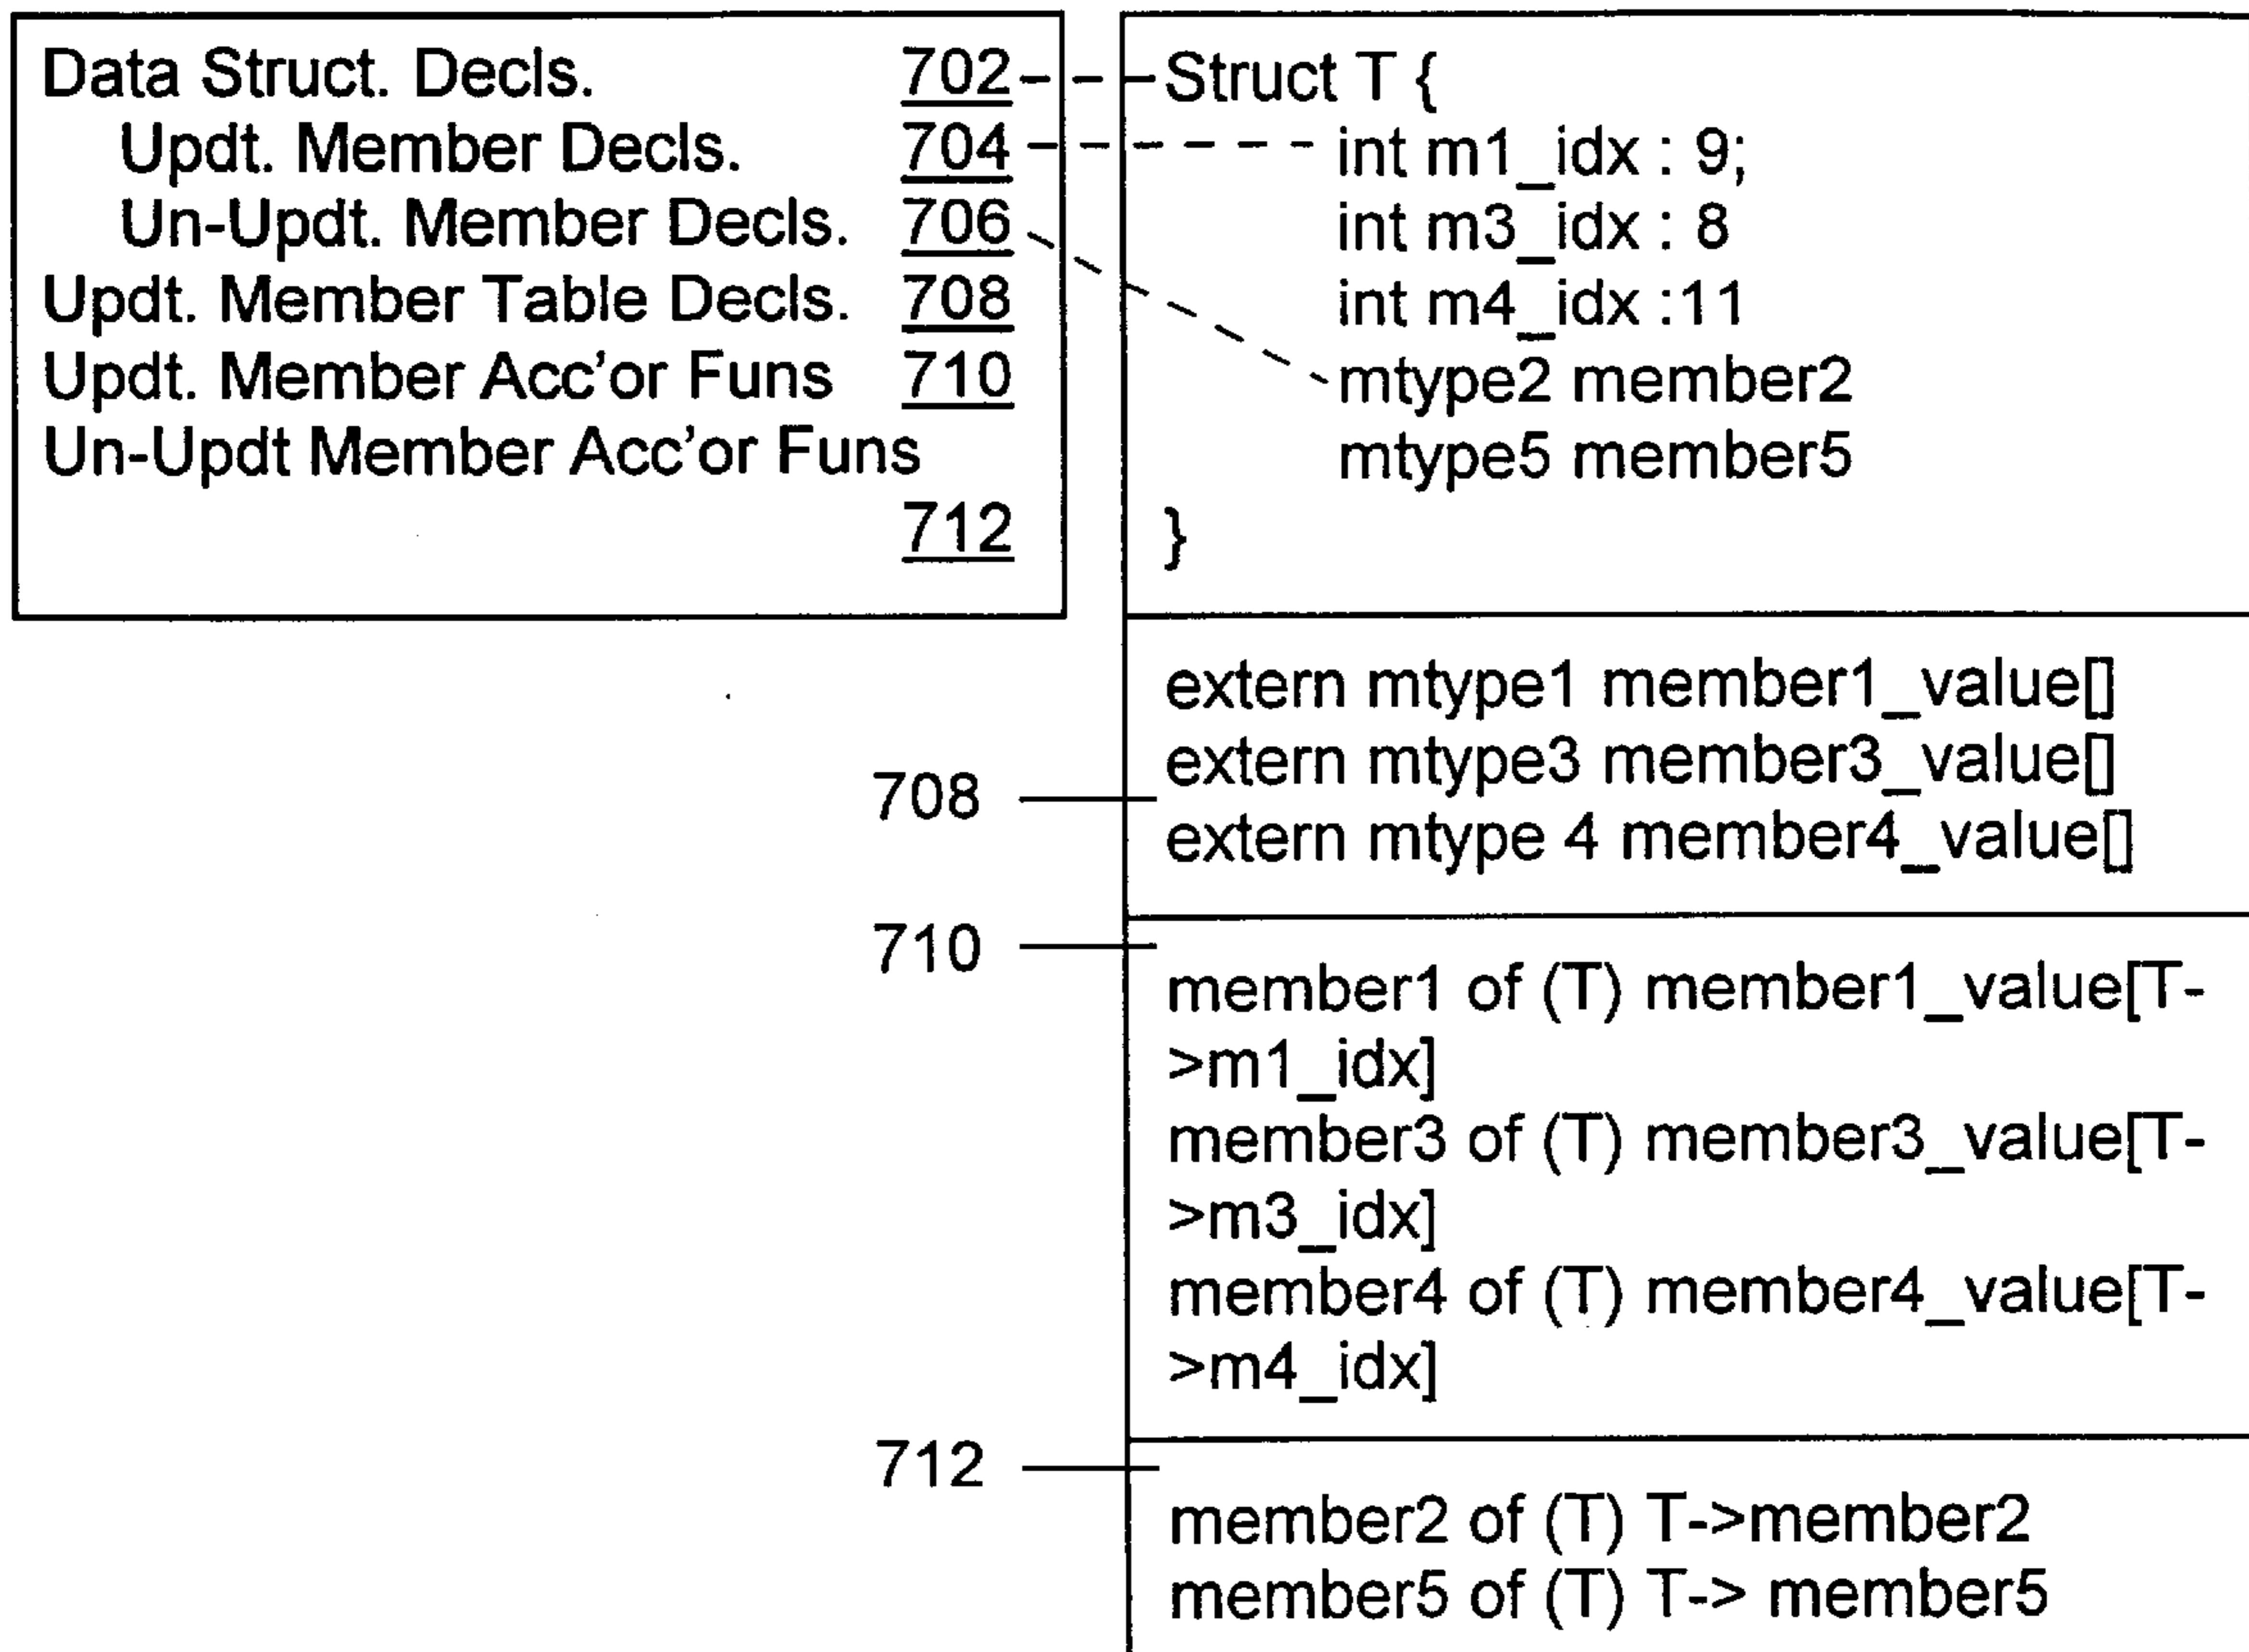 Data Struct. Decls. 702
Updt. Member Decls. 704
Un-Updt. Member Decls. 706
Updt. Member Table Decls. 708
Updt. Member Acc'or Funs 710
Un-Updt Member Acc'or Funs
712
Struct T {
int m1_idx : 9;
int m3_idx : 8
int m4_idx :11
mtype2 member2
mtype5 member5
}
extern mtype1 member1_value[]
extern mtype3 member3_value[]
708
extern mtype 4 member4_value[]
710
member1 of (T) member1_value[T-
>m1_idx]
member3 of (T) member3_value[T-
>m3_idx]
member4 of (T) member4_value[T-
>m4_idx]
712
member2 of (T) T->member2
member5 of (T) T-> member5